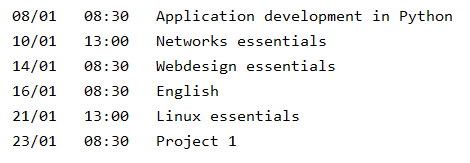 08/01 08:30 Application development in Python
10/01 13:00 Networks essentials
14/01 08:30 Webdesign essentials
16/01 08:30 English
21/01 13:00 Linux essentials
23/01 08:30 Project 1